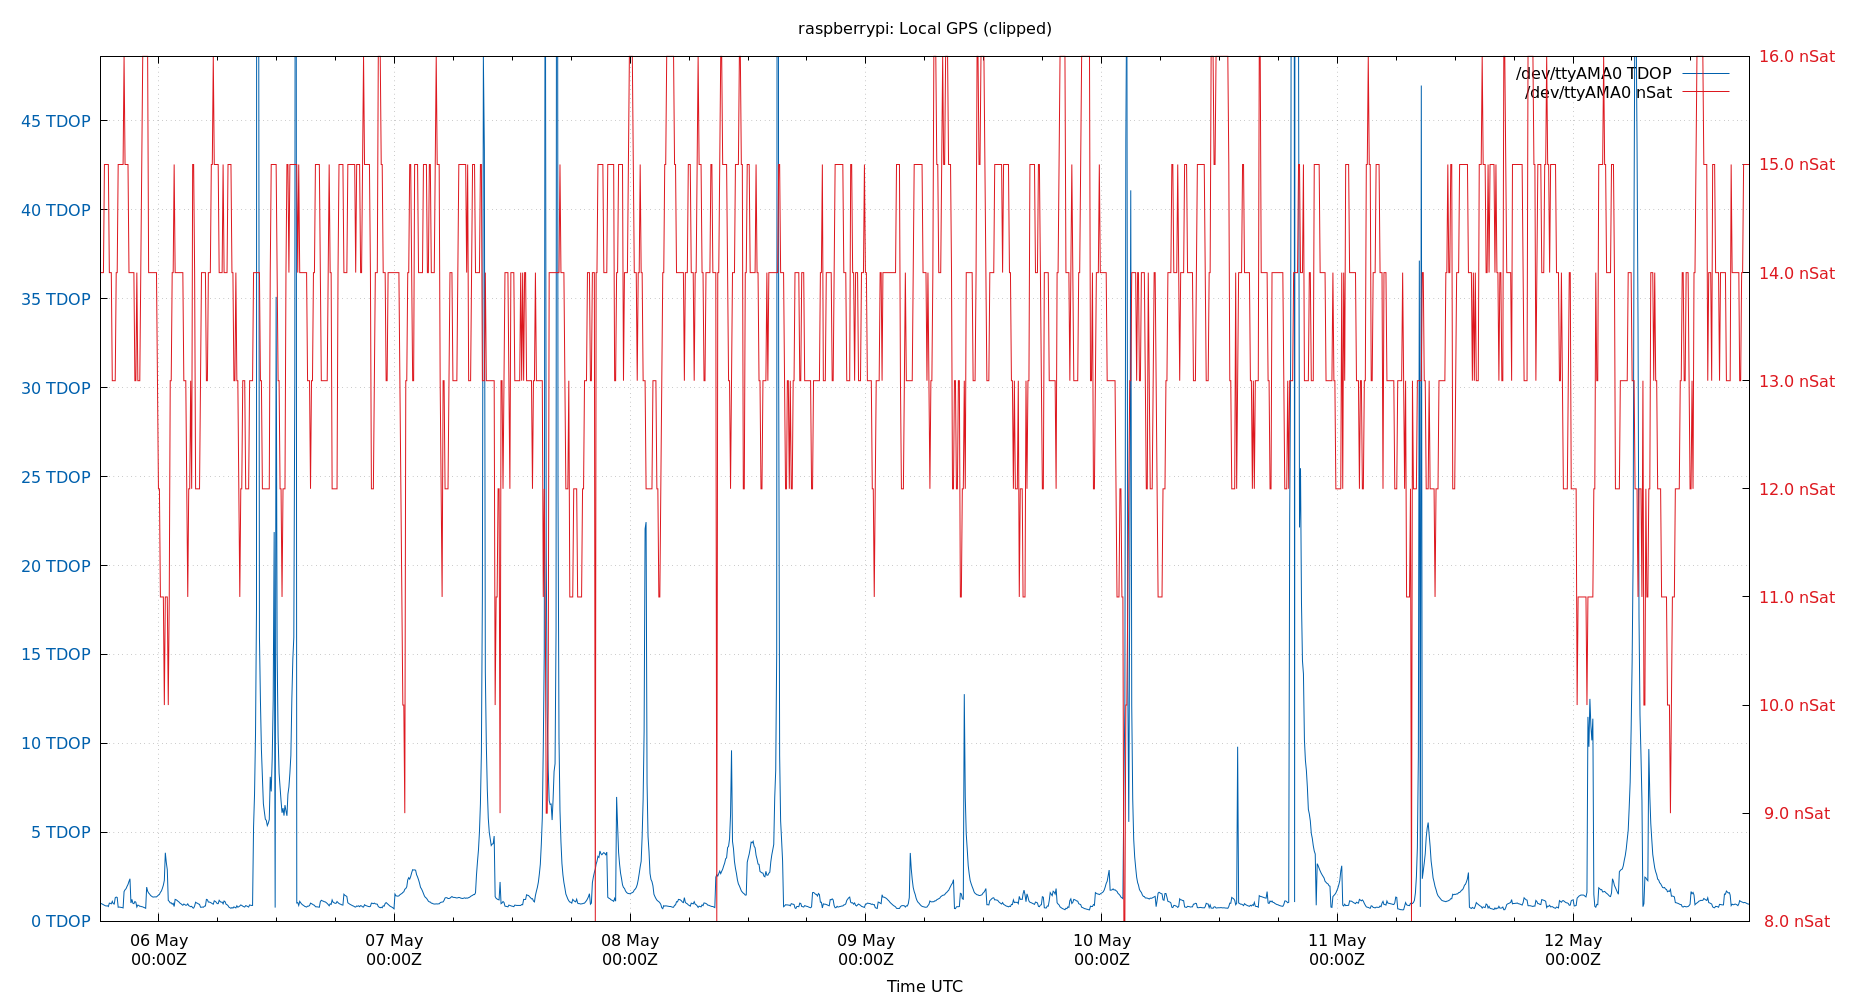 raspberrypi: Local GPS (clipped)
/dev/ttyAMA0 TDOP
/dev/ttyAMA0 nSat
45 TDOP
40 TDOP
35 TDOP
30 TDOP
25 TDOP
20 TDOP
15 TDOP
10 TDOP
5 TDOP
0 TDOP
16.0 nSat
15.0 nSat
14.0 nSat
13.0 nSat
12.0 nSat
11.0 nSat
10.0 nSat
9.0 nSat
8.0 nSat
06 May
00:00Z
07 May
00:00Z
08 May
00:00Z
09 May
00:00Z
10 May
00:00Z
11 May
00:00Z
12 May
00:00Z
Time UTC